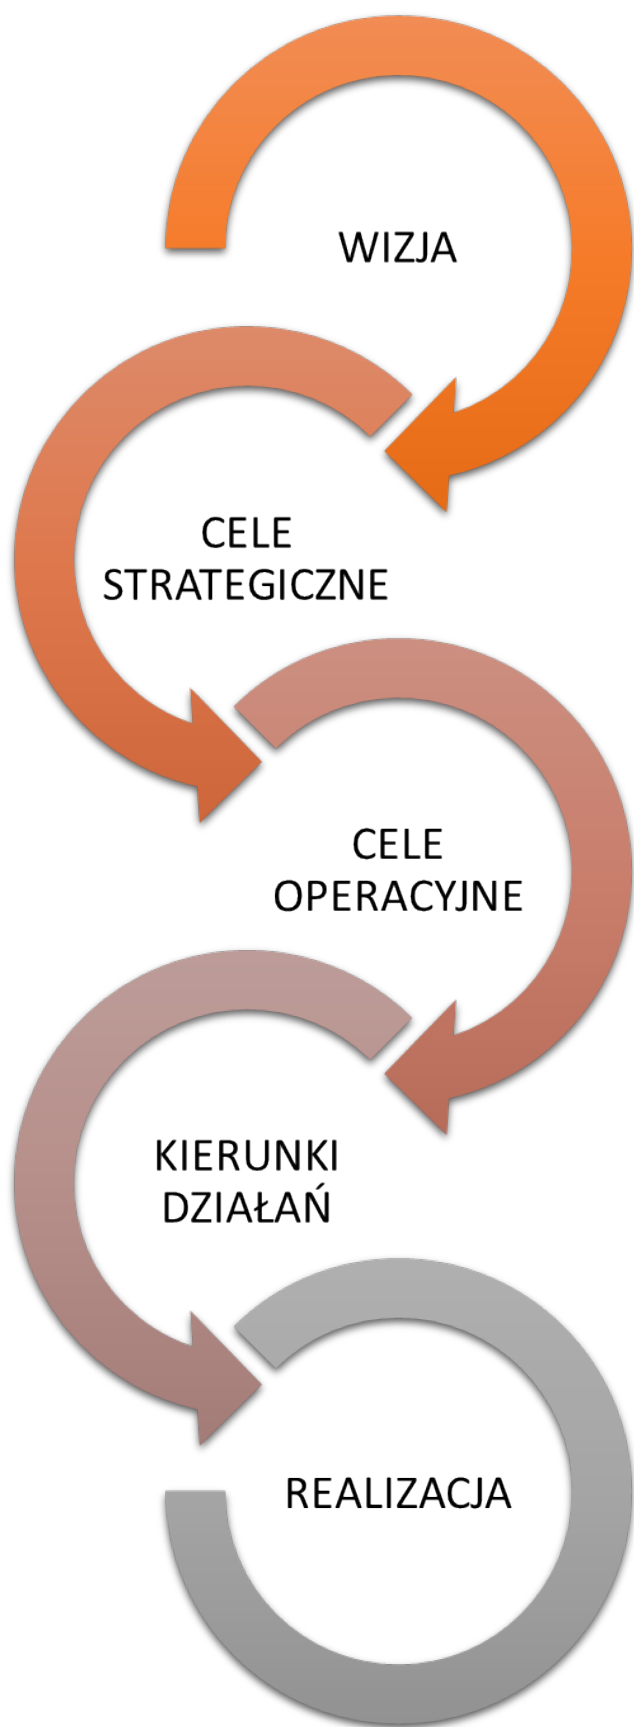 WIZJA
CELE
STRATEGICZNE
CELE
OPERACYJNE
KIERUNKI
DZIAŁAŃ
REALIZACJA